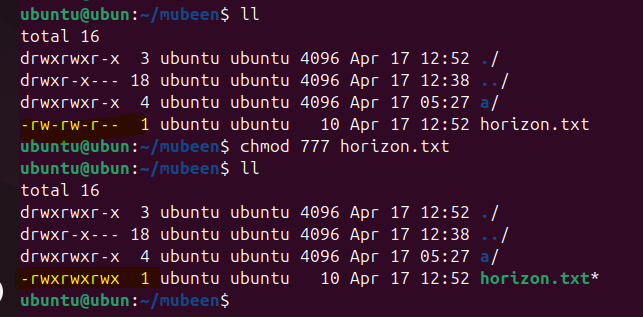 ubuntu@ubun:~/mubeen$ ll
total 16
drwxrwxr-x  3 ubuntu ubuntu 4096 Apr 17 12:52 ./
drwxr-x--- 18 ubuntu ubuntu 4096 Apr 17 12:38 ../
drwxrwxr-x  4 ubuntu ubuntu 4096 Apr 17 05:27 a/
-rw-rw-r--  1 ubuntu ubuntu   10 Apr 17 12:52 horizon.txt
ubuntu@ubun:~/mubeen$ chmod 777 horizon.txt
ubuntu@ubun:~/mubeen$ ll
total 16
drwxrwxr-x  3 ubuntu ubuntu 4096 Apr 17 12:52 ./
drwxr-x--- 18 ubuntu ubuntu 4096 Apr 17 12:38 ../
drwxrwxr-x  4 ubuntu ubuntu 4096 Apr 17 05:27 a/
-rwxrwxrwx  1 ubuntu ubuntu   10 Apr 17 12:52 horizon.txt*
ubuntu@ubun:~/mubeen$